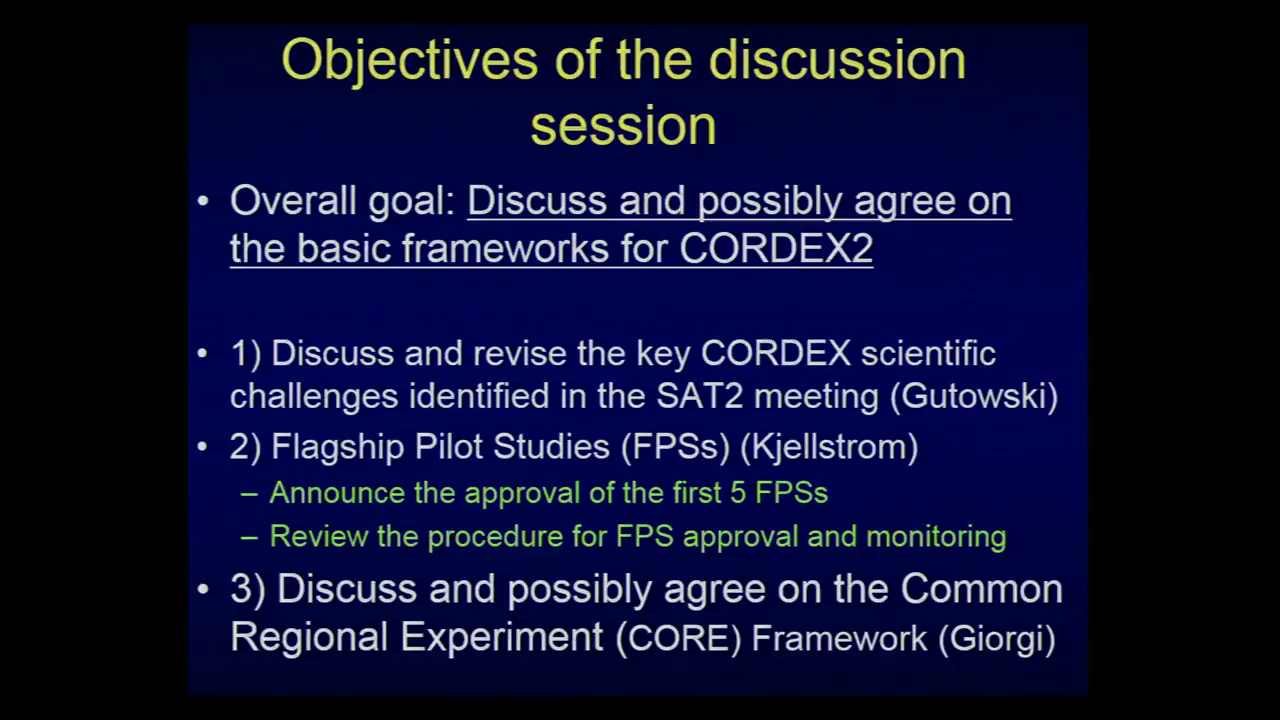 Objectives of the discussion
session
• Overall goal: Discuss and possibly agree on
the basic frameworks for CORDEX2
• 1) Discuss and revise the key CORDEX scientific
challenges identified in the SAT2 meeting (Gutowski)
• 2) Flagship Pilot Studies (FPSs) (Kjellstrom)
– Announce the approval of the first 5 FPSs
– Review the procedure for FPS approval and monitoring
• 3) Discuss and possibly agree on the Common
Regional Experiment (CORE) Framework (Giorgi)